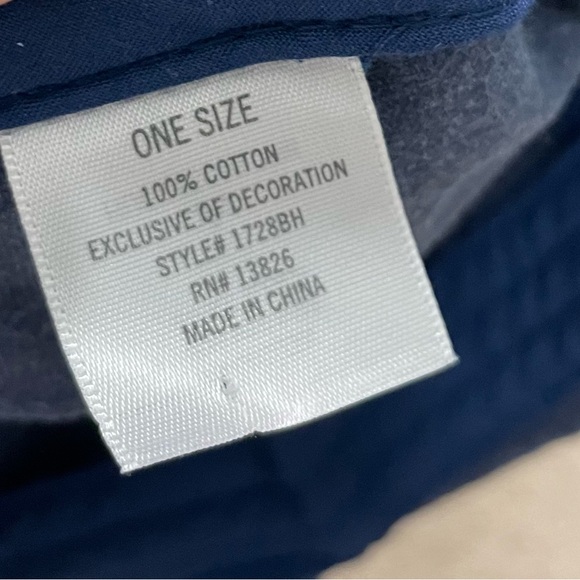 ONE SIZE
100% COTTON
EXCLUSIVE OF DECORATION
STYLE# 1728BH
RN# 13826
MADE IN CHINA